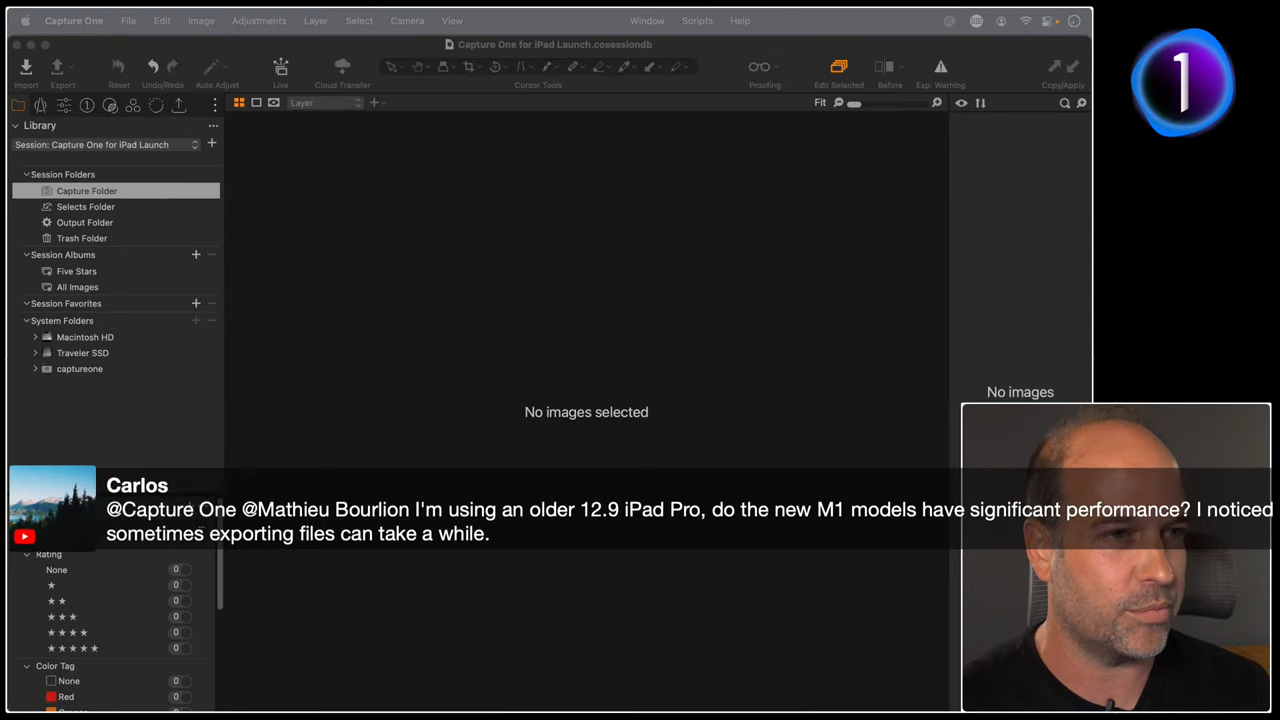 Capture One File Edit Image Adjustments Layer Select Camera View Window Scripts Help
Capture One for iPad Launch.cosessiondb
Import Export Reset Undo/Redo Auto Adjust Live Cloud Transfer Cursor Tools Proofing Edit Selected Before Exp. Warning Copy/Apply
1
Layer
Fit
Library
Session: Capture One for iPad Launch
Session Folders
Capture Folder
Selects Folder
Output Folder
Trash Folder
Session Albums
Five Stars
All Images
Session Favorites
System Folders
Macintosh HD
Traveler SSD
captureone
No images
No images selected
Carlos
@Capture One @Mathieu Bourlion I'm using an older 12.9 iPad Pro, do the new M1 models have significant performance? I noticed
sometimes exporting files can take a while.
Rating
None 0
★ 0
★ ★ 0
★ ★ ★ 0
★ ★ ★ ★ 0
★ ★ ★ ★ ★ 0
Color Tag
None 0
Red 0